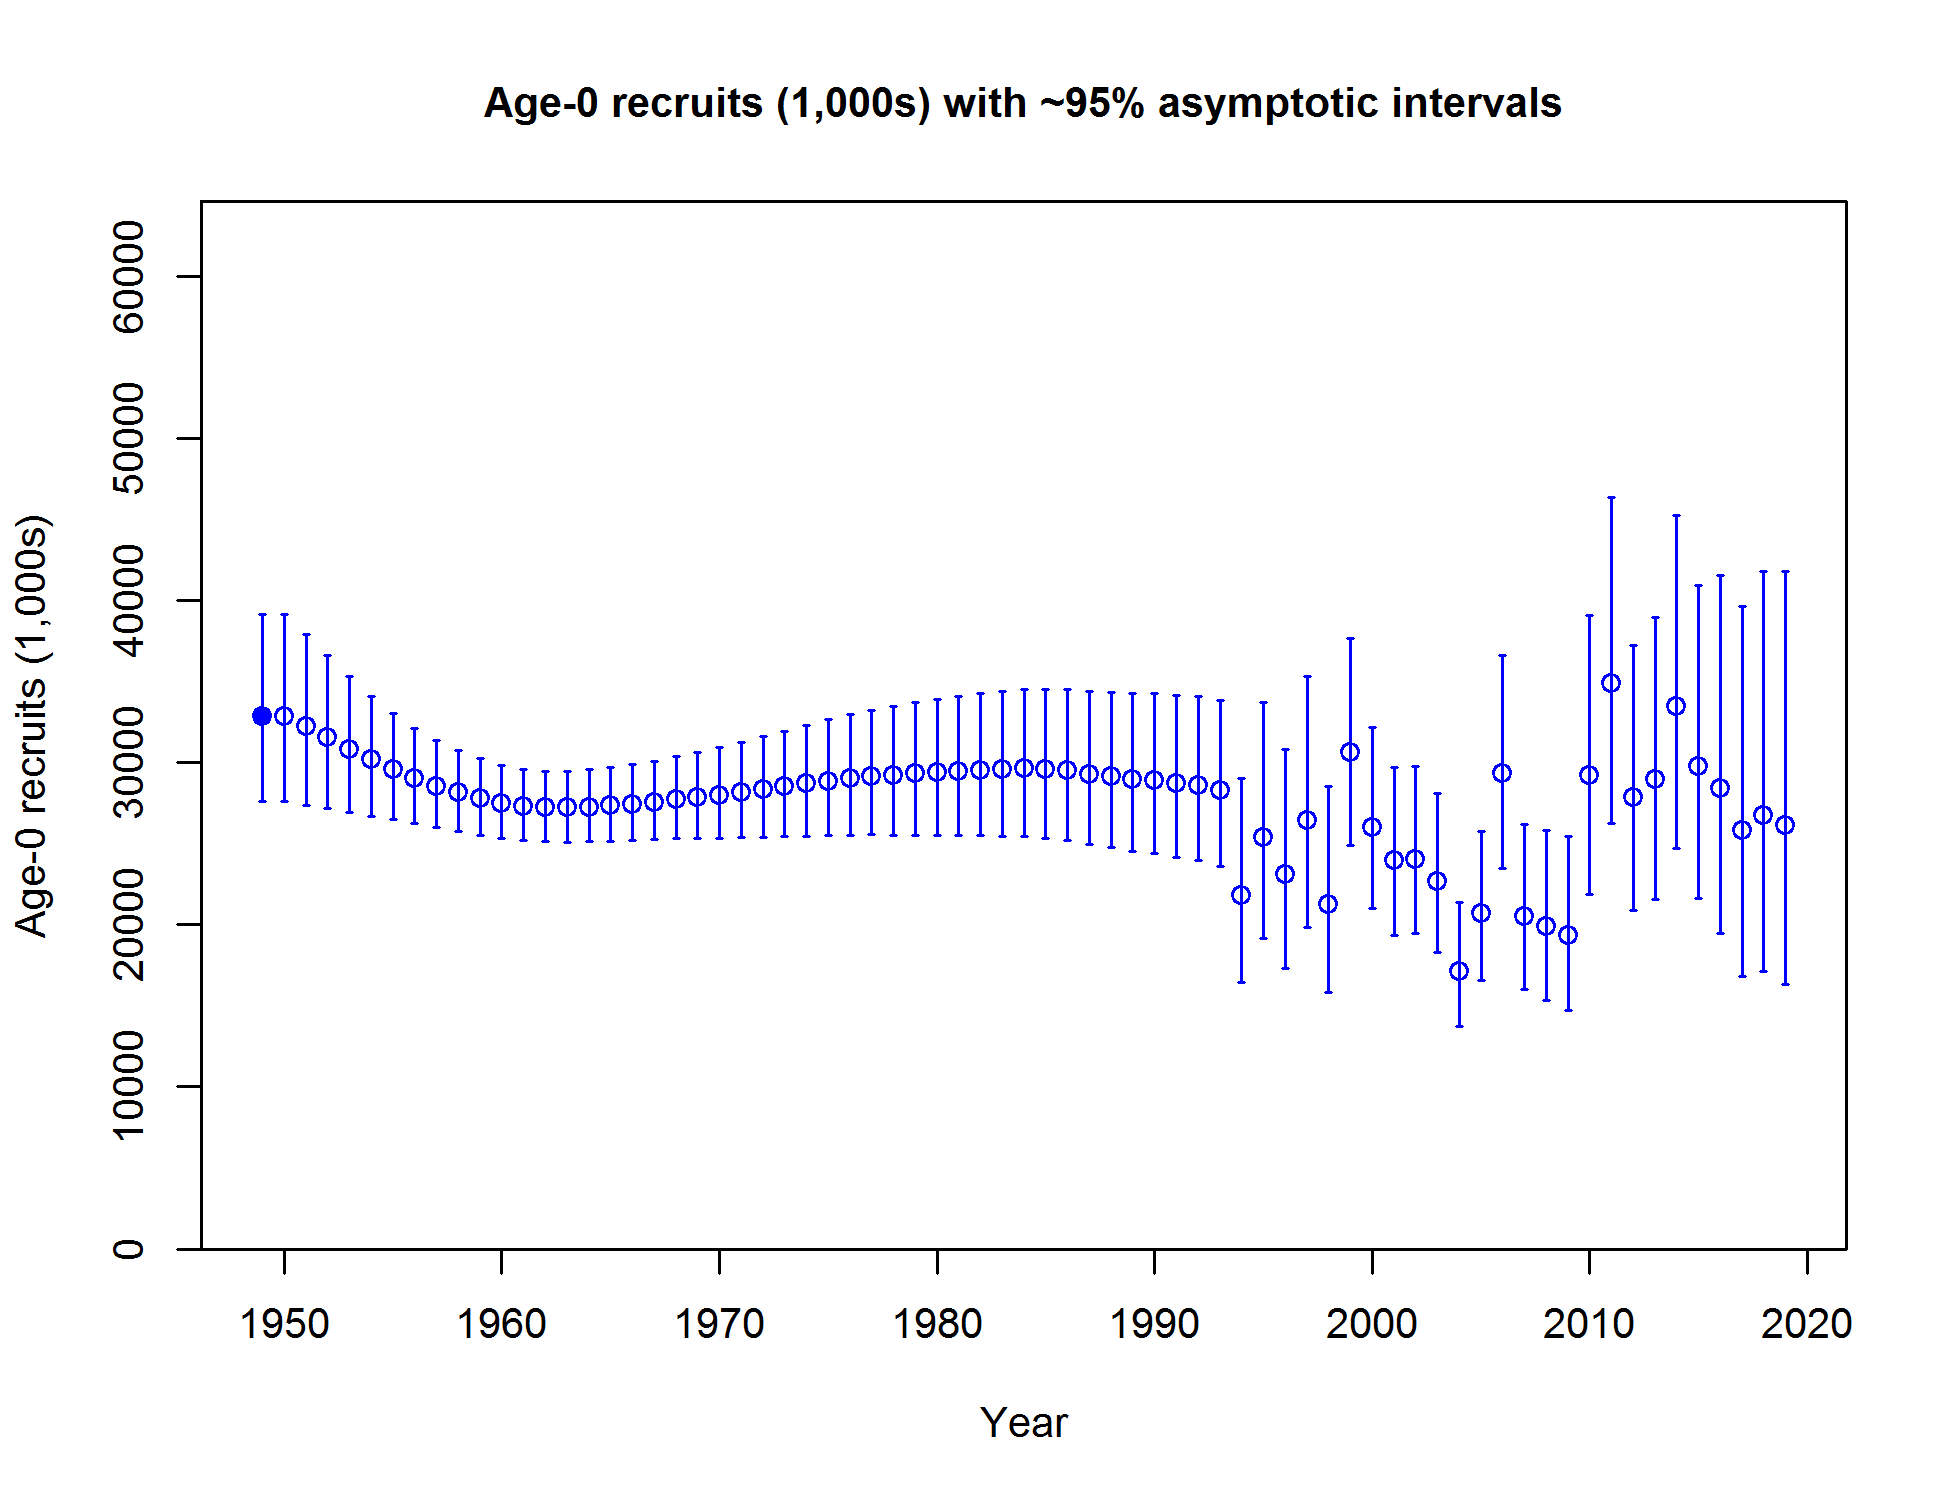 Age-0 recruits (1,000s) with ~95% asymptotic intervals
Age-0 recruits (1,000s)
60000
50000
40000
30000
20000
10000
0
1950 1960 1970 1980 1990 2000 2010 2020
Year